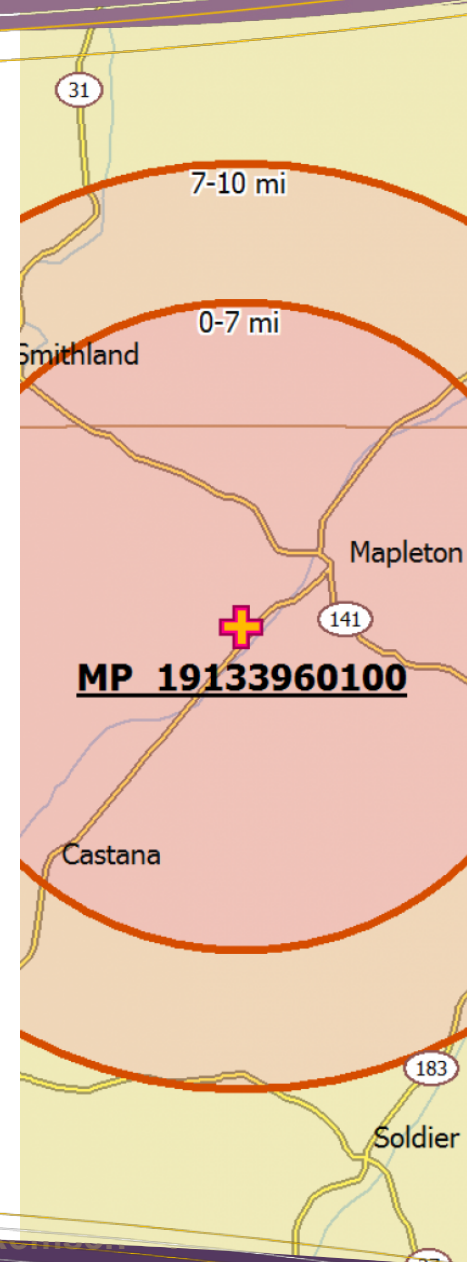 31
7-10 mi
0-7 mi
Smithland
Mapleton
141
MP 19133960100
Castana
183
Soldier